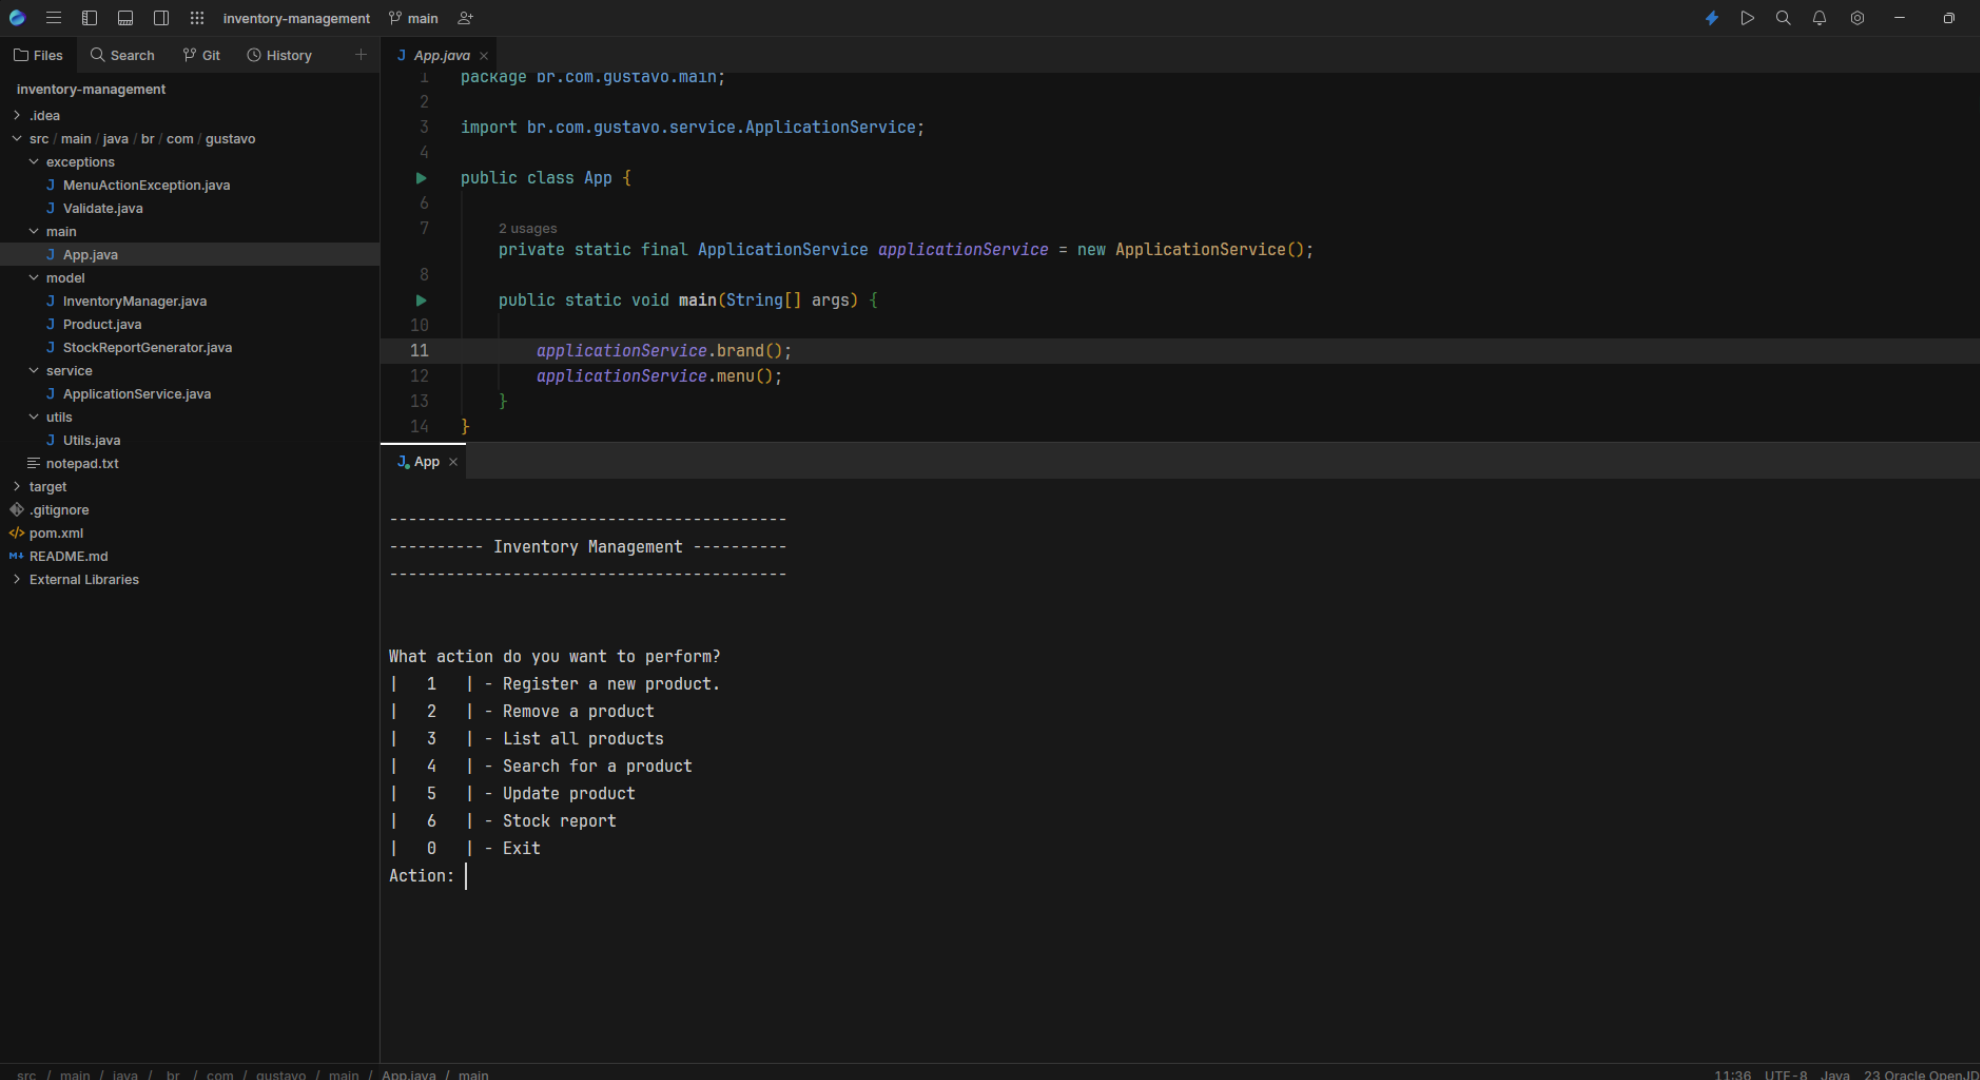 inventory-management main
Files Search Git History
App.java
inventory-management
.idea
src / main / java / br / com / gustavo
exceptions
MenuActionException.java
Validate.java
main
App.java
model
InventoryManager.java
Product.java
StockReportGenerator.java
service
ApplicationService.java
utils
Utils.java
notepad.txt
target
.gitignore
pom.xml
README.md
External Libraries
1 package br.com.gustavo.main;
2
3 import br.com.gustavo.service.ApplicationService;
4
public class App {
6
7 2 usages
private static final ApplicationService applicationService = new ApplicationService();
8
public static void main(String[] args) {
10
11 applicationService.brand();
12 applicationService.menu();
13 }
14 }
App
------------------------------------------
---------- Inventory Management ----------
------------------------------------------
What action do you want to perform?
| 1 | - Register a new product.
| 2 | - Remove a product
| 3 | - List all products
| 4 | - Search for a product
| 5 | - Update product
| 6 | - Stock report
| 0 | - Exit
Action:
src / main / java / br / com / gustavo / main / App.java / main
11:36 UTF-8 Java 23 Oracle OpenJD